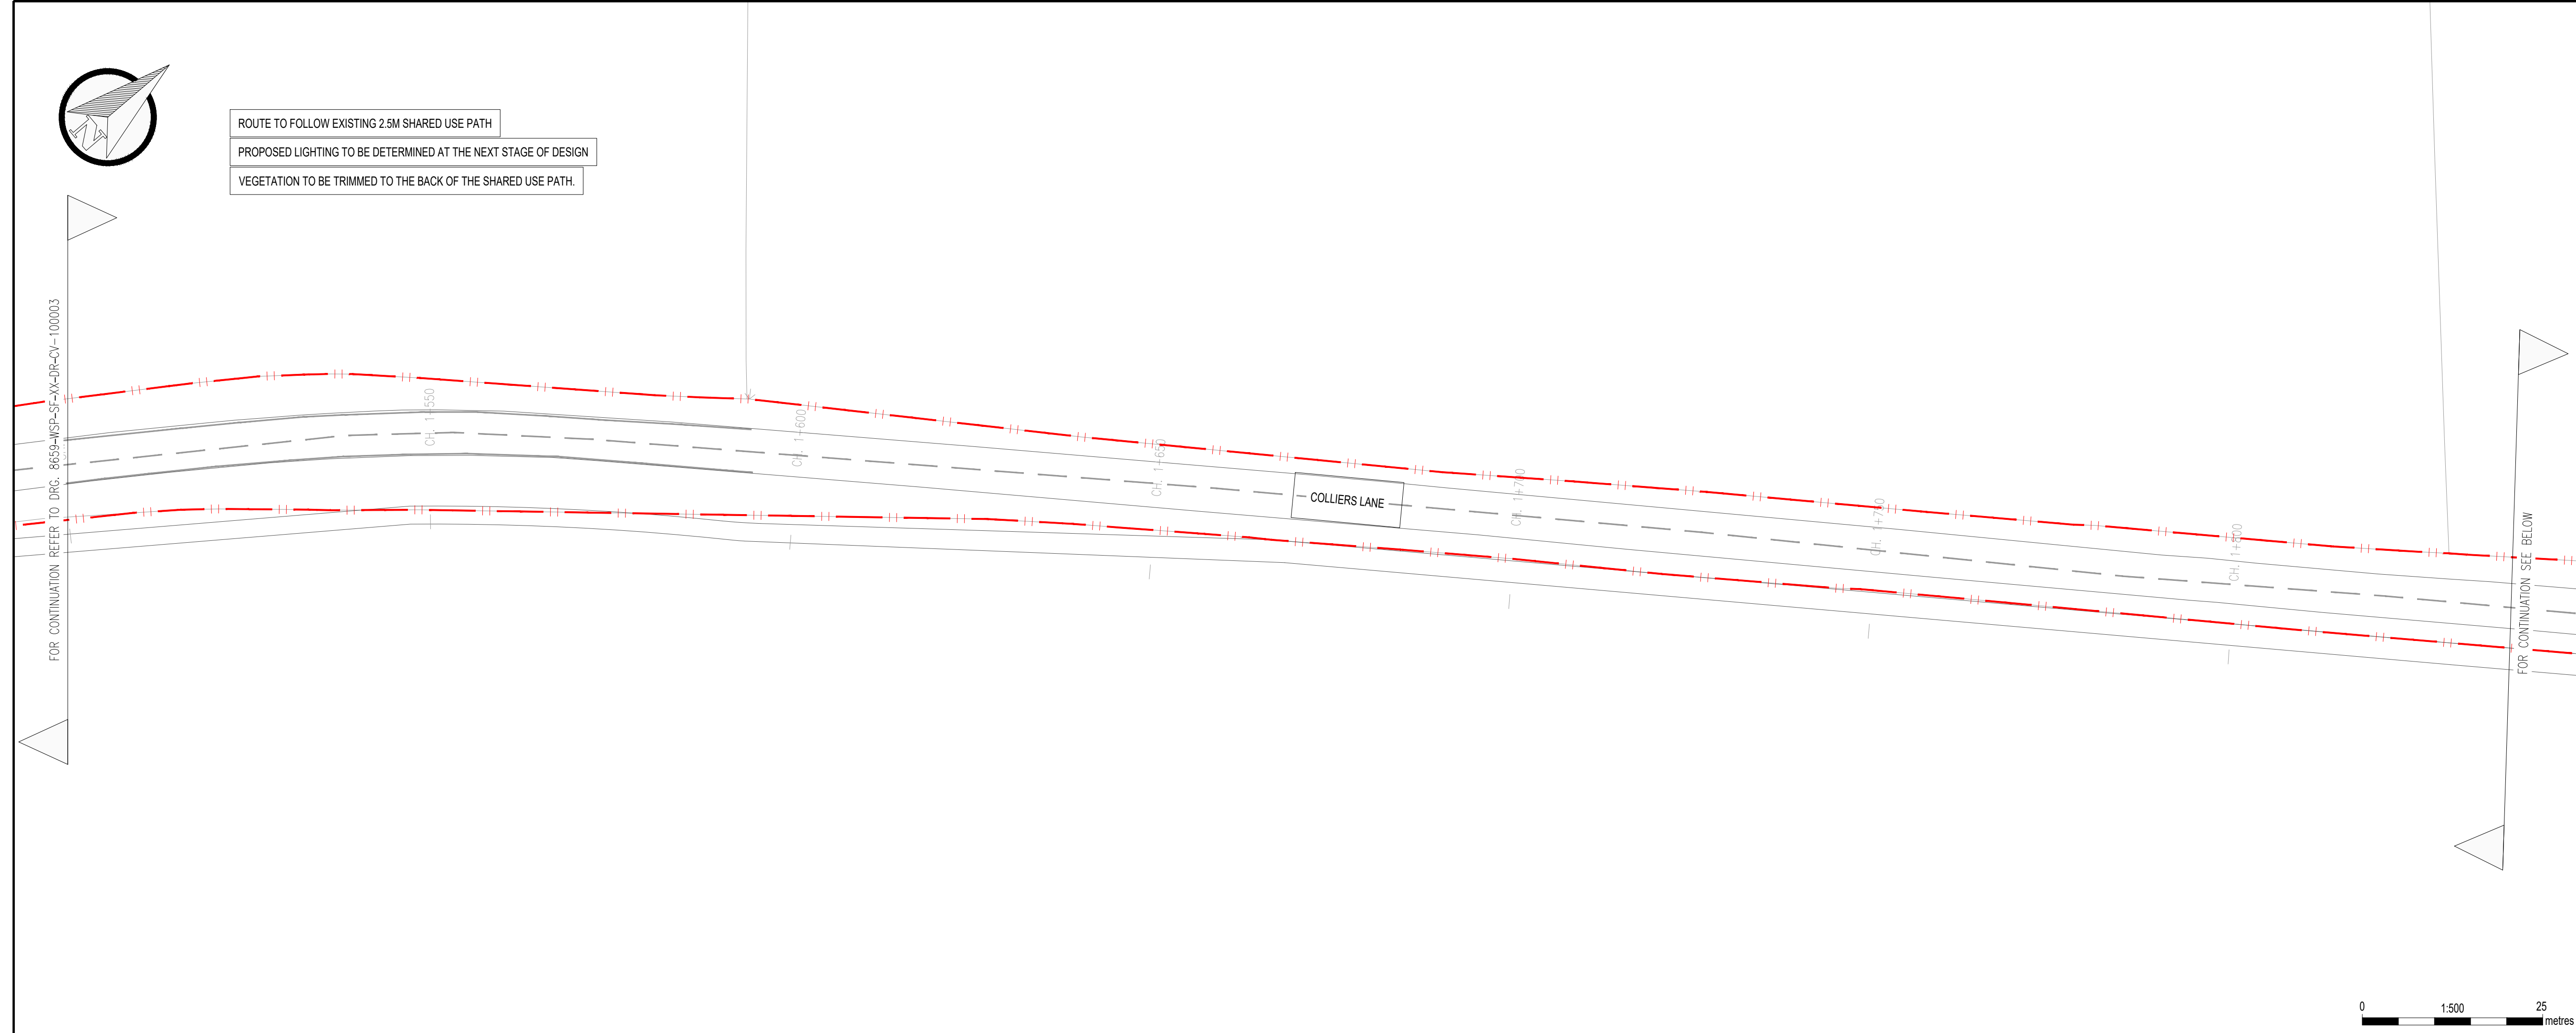 N
ROUTE TO FOLLOW EXISTING 2.5M SHARED USE PATH
PROPOSED LIGHTING TO BE DETERMINED AT THE NEXT STAGE OF DESIGN
VEGETATION TO BE TRIMMED TO THE BACK OF THE SHARED USE PATH.
FOR CONTINUATION REFER TO DRG. 8659-WSP-SF-XX-DR-CV-100003
CH. 1+550
CH. 1+600
CH. 1+650
COLLIERS LANE
CH. 1+700
CH. 1+750
CH. 1+800
FOR CONTINUATION SEE BELOW
0 1:500 25
metres